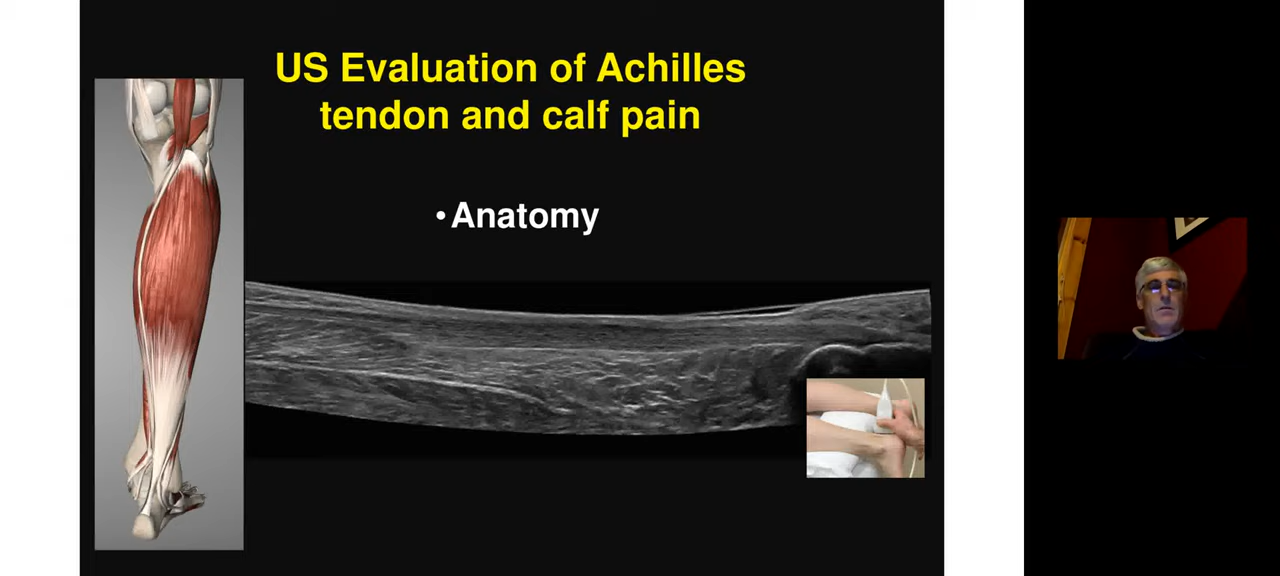 US Evaluation of Achilles
tendon and calf pain
• Anatomy